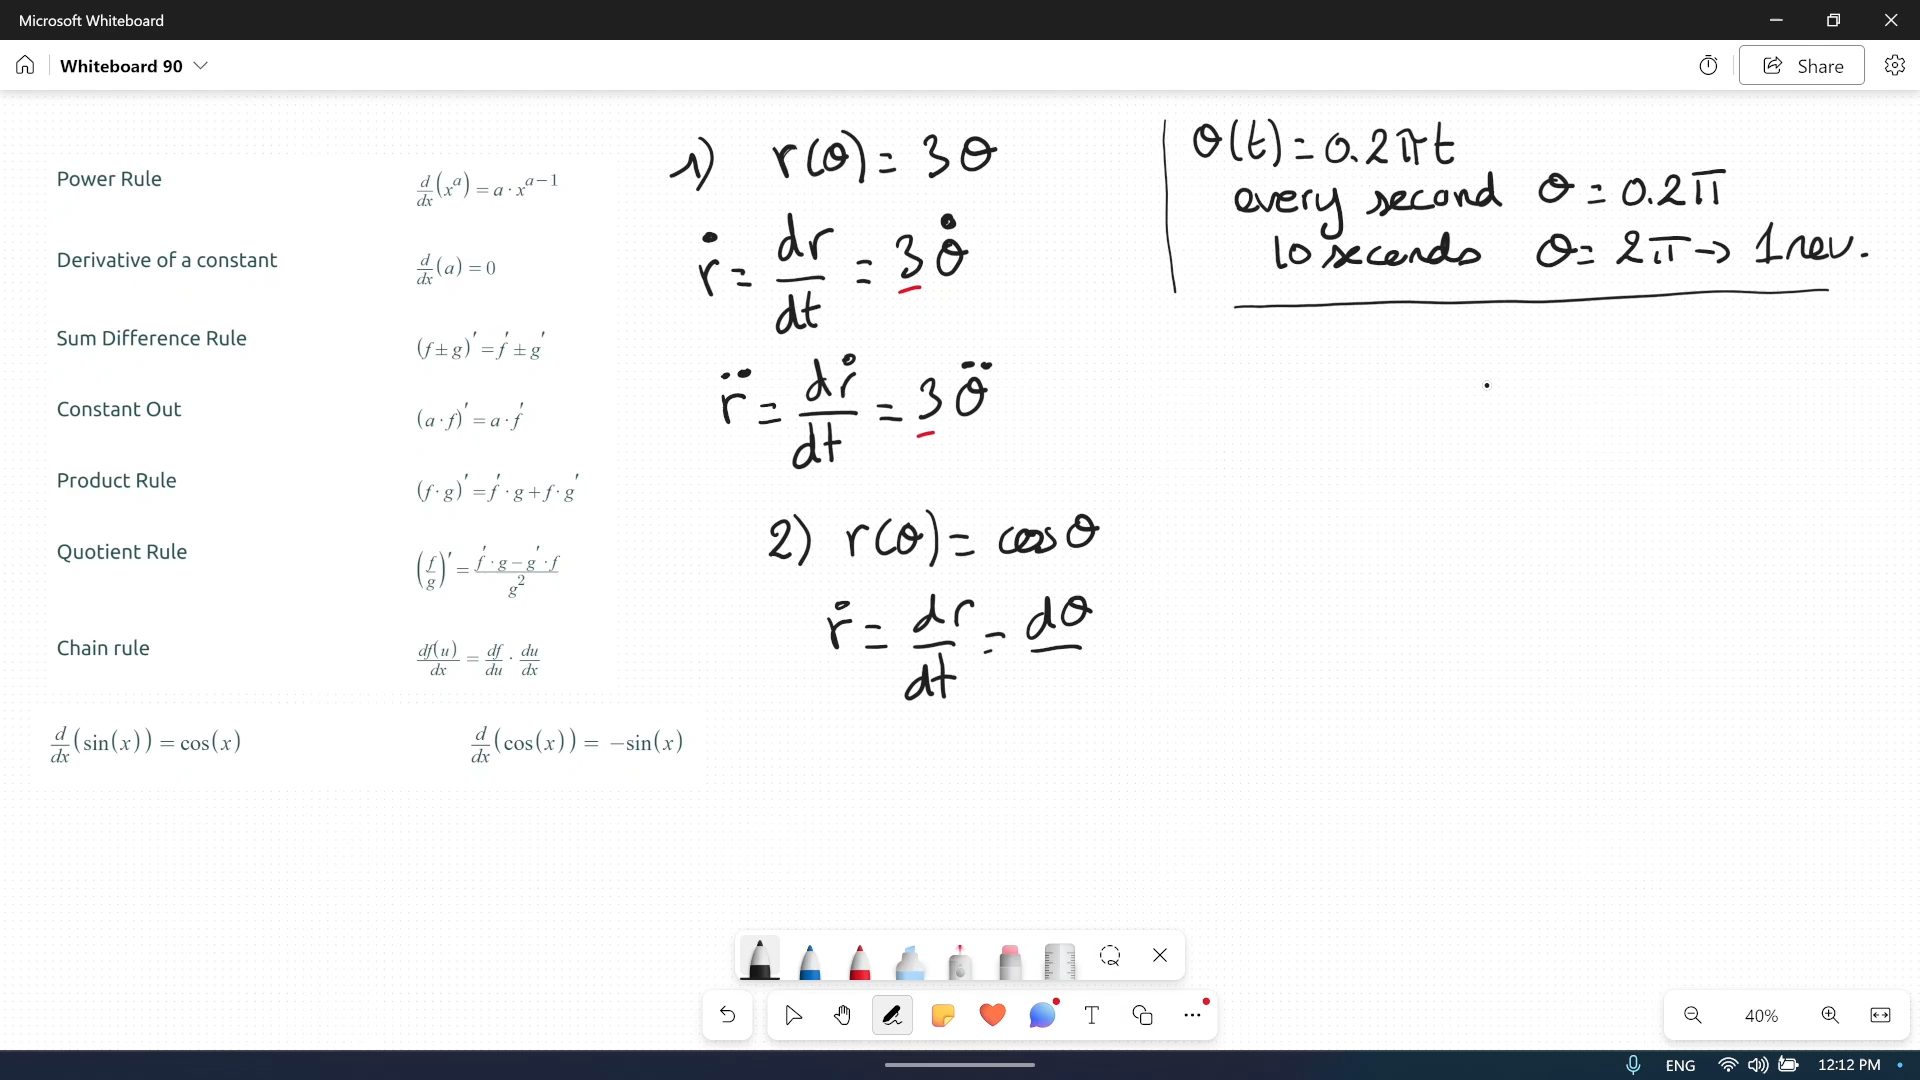 Microsoft Whiteboard
Whiteboard 90
Share
Power Rule d/dx(x^a) = a · x^(a−1)
Derivative of a constant d/dx(a) = 0
Sum Difference Rule (f ± g)′ = f′ ± g′
Constant Out (a · f)′ = a · f′
Product Rule (f · g)′ = f′ · g + f · g′
Quotient Rule (f/g)′ = (f′ · g − g′ · f)/g²
Chain rule df(u)/dx = df/du · du/dx
d/dx(sin(x)) = cos(x) d/dx(cos(x)) = −sin(x)
1) r(θ) = 3θ
ṙ = dr/dt = 3θ̇
r̈ = dṙ/dt = 3θ̈
2) r(θ) = cosθ
ṙ = dr/dt = dθ
θ(t) = 0.2πt
every second θ = 0.2π
10 seconds θ = 2π → 1 rev.
T
40%
ENG
12:12 PM